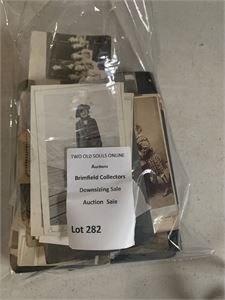 TWO OLD SOULS ONLINE
Auctions
Brimfield Collectors
Downsizing Sale
Auction Sale
Lot 282